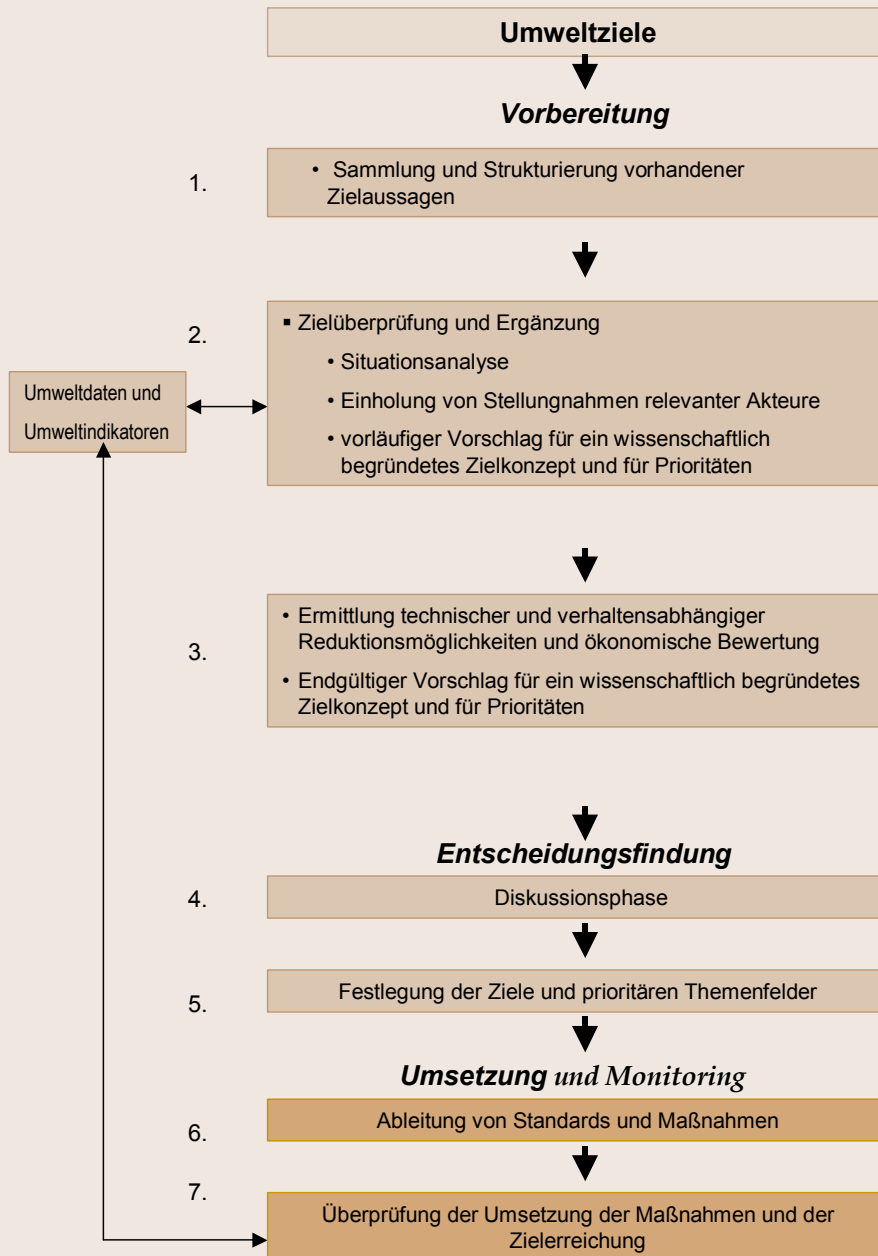 Umweltziele
Vorbereitung
1.
• Sammlung und Strukturierung vorhandener
Zielaussagen
2.
▪ Zielüberprüfung und Ergänzung
• Situationsanalyse
• Einholung von Stellungnahmen relevanter Akteure
• vorläufiger Vorschlag für ein wissenschaftlich
begründetes Zielkonzept und für Prioritäten
Umweltdaten und
Umweltindikatoren
3.
• Ermittlung technischer und verhaltensabhängiger
Reduktionsmöglichkeiten und ökonomische Bewertung
• Endgültiger Vorschlag für ein wissenschaftlich begründetes
Zielkonzept und für Prioritäten
Entscheidungsfindung
4.
Diskussionsphase
5.
Festlegung der Ziele und prioritären Themenfelder
Umsetzung und Monitoring
6.
Ableitung von Standards und Maßnahmen
7.
Überprüfung der Umsetzung der Maßnahmen und der
Zielerreichung